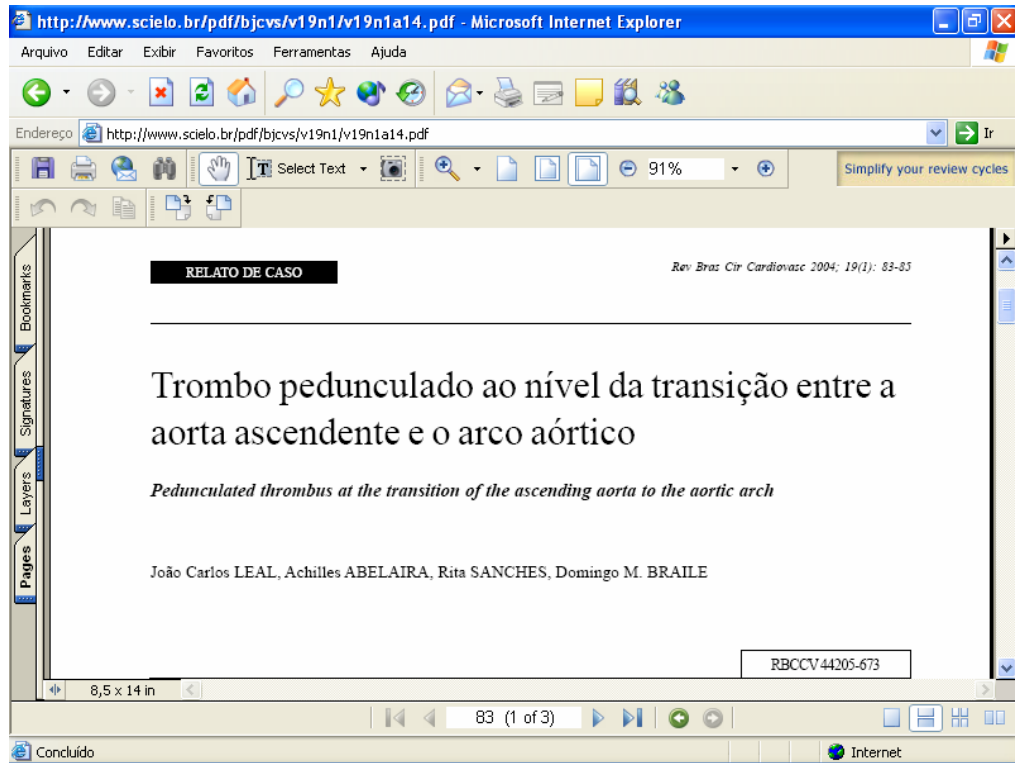 http://www.scielo.br/pdf/bjcvs/v19n1/v19n1a14.pdf - Microsoft Internet Explorer
Arquivo Editar Exibir Favoritos Ferramentas Ajuda
Endereço http://www.scielo.br/pdf/bjcvs/v19n1/v19n1a14.pdf Ir
Select Text 91% Simplify your review cycles
Bookmarks
Signatures
Layers
Pages
RELATO DE CASO Rev Bras Cir Cardiovasc 2004; 19(1): 83-85
Trombo pedunculado ao nível da transição entre a
aorta ascendente e o arco aórtico
Pedunculated thrombus at the transition of the ascending aorta to the aortic arch
João Carlos LEAL, Achilles ABELAIRA, Rita SANCHES, Domingo M. BRAILE
RBCCV 44205-673
8,5 x 14 in
83 (1 of 3)
Concluído Internet